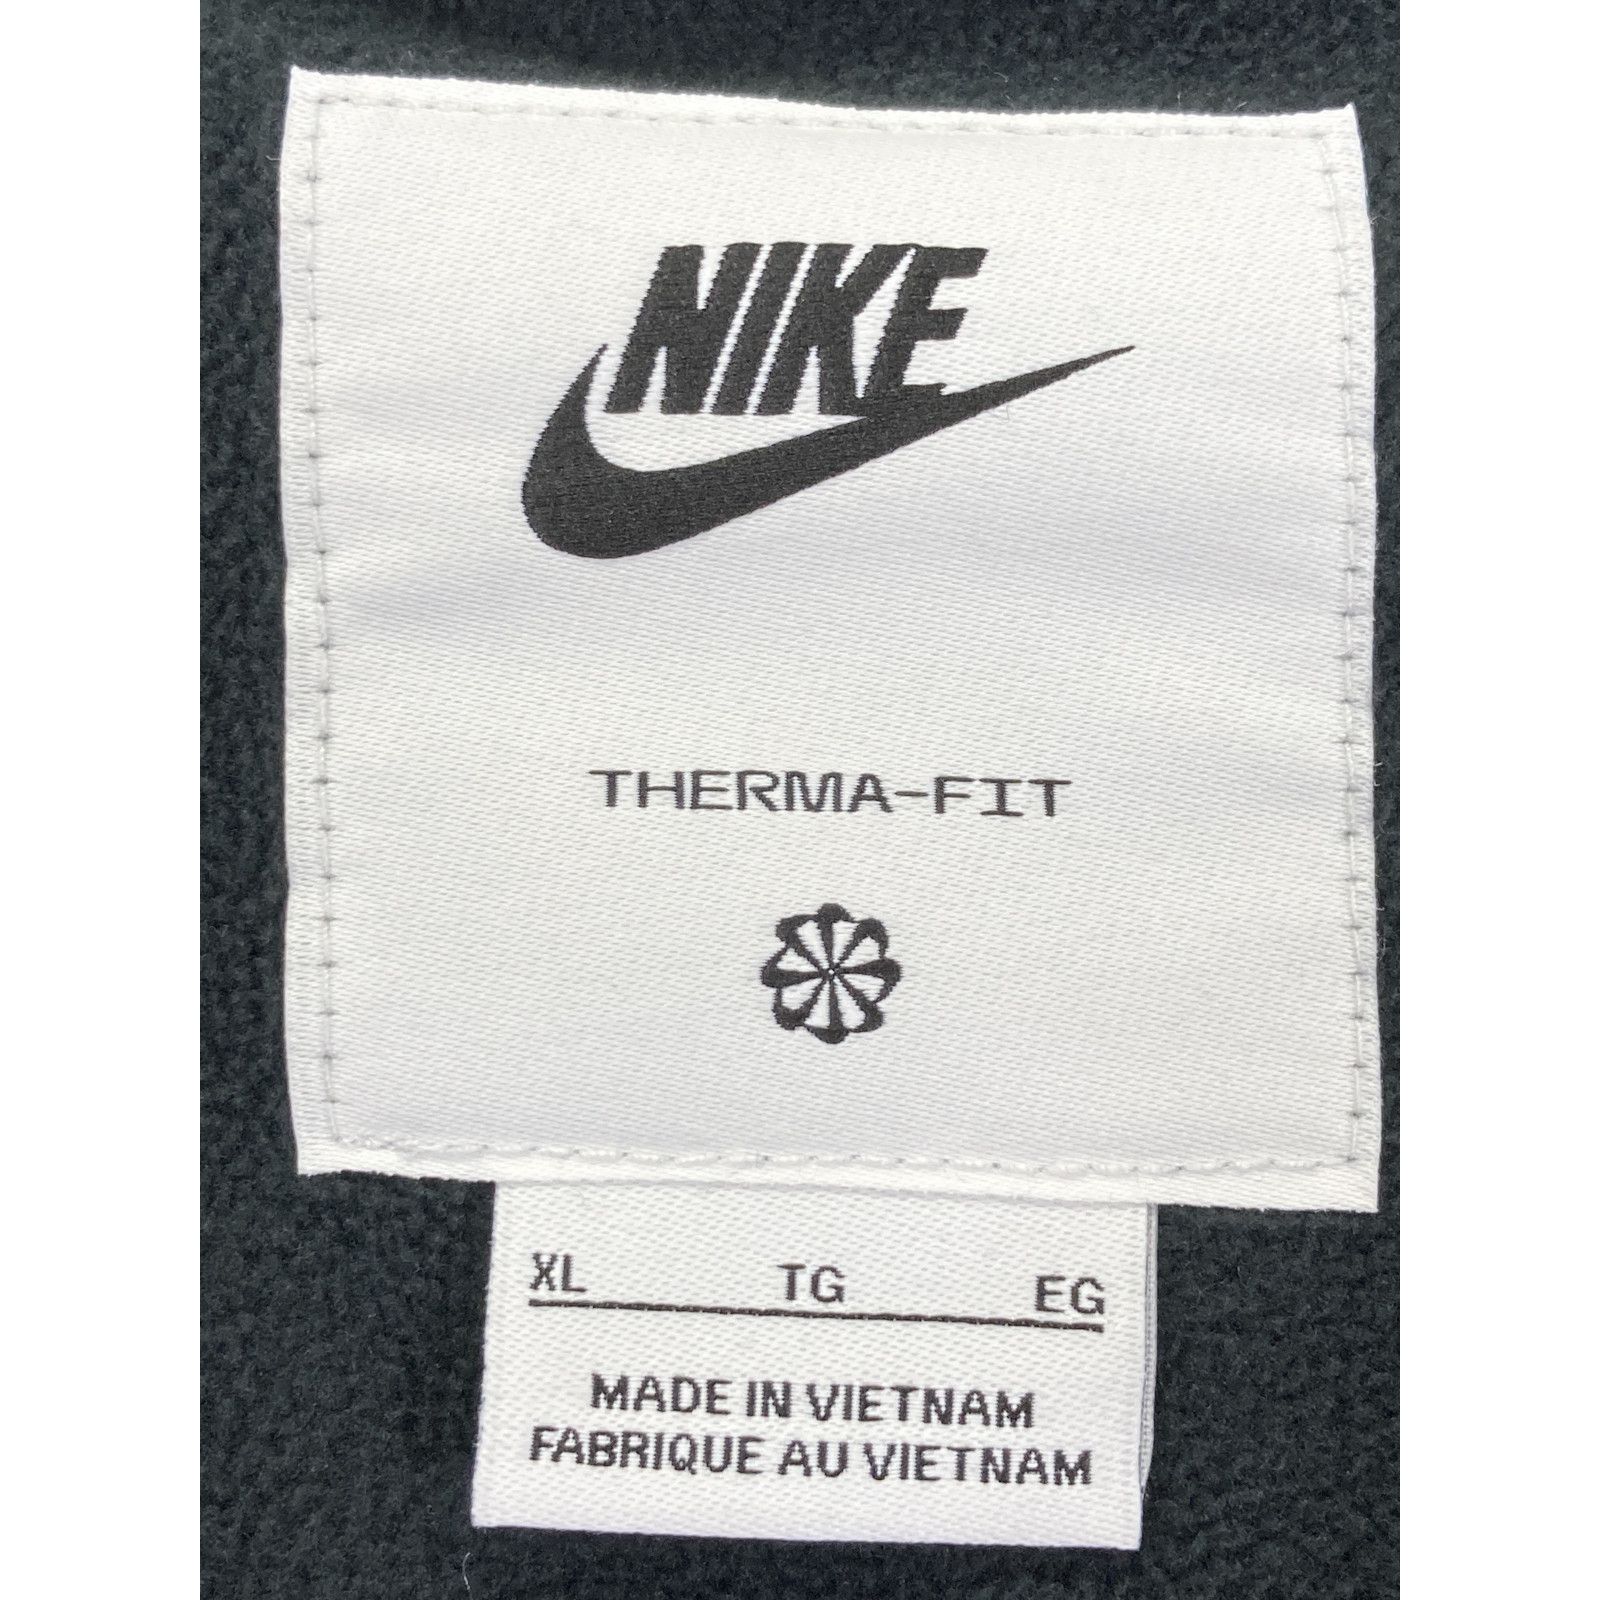 NIKE
THERMA-FIT
XL TG EG
MADE IN VIETNAM
FABRIQUE AU VIETNAM